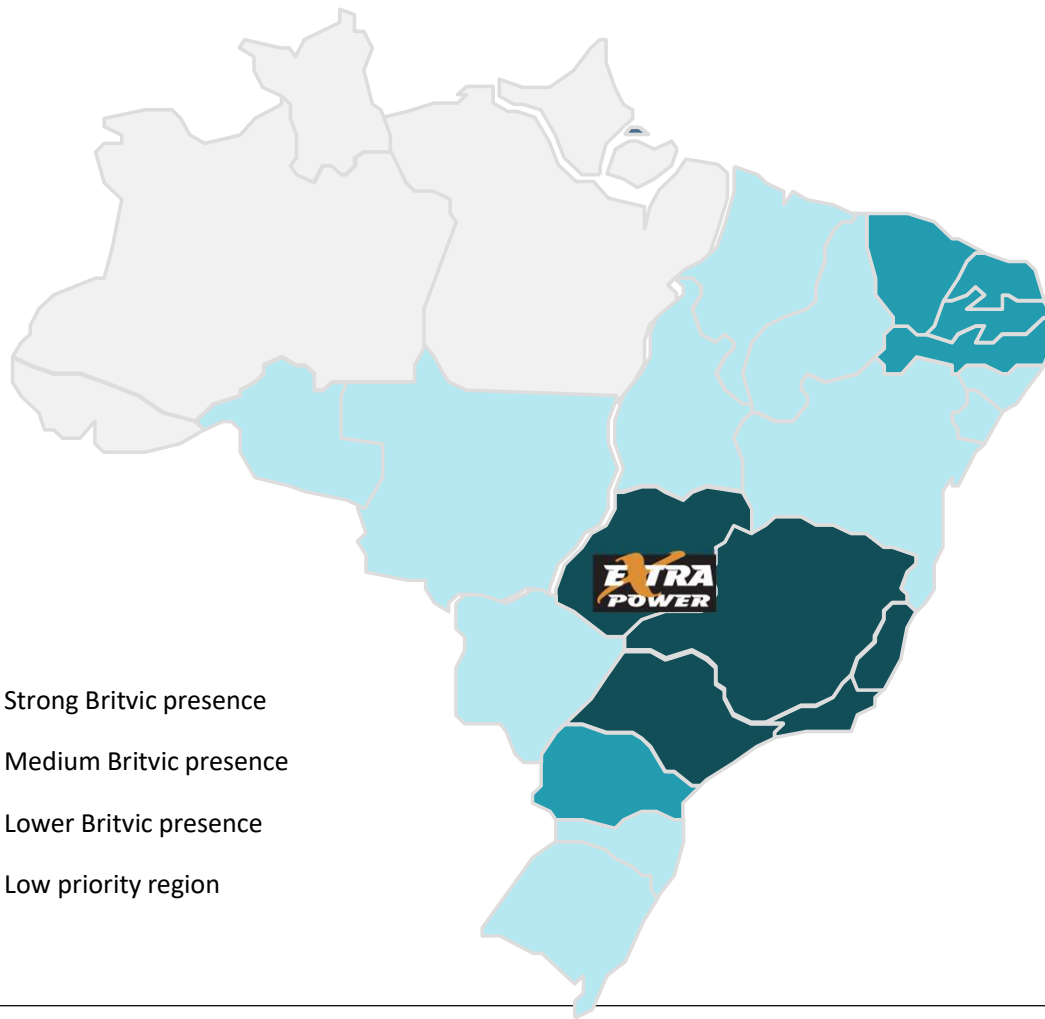 EXTRA
POWER
Strong Britvic presence
Medium Britvic presence
Lower Britvic presence
Low priority region